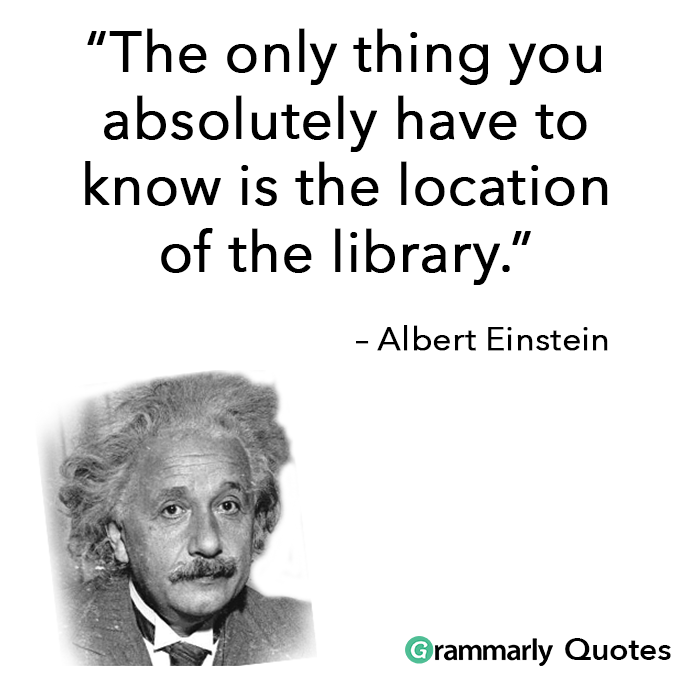 “The only thing you
absolutely have to
know is the location
of the library.”
– Albert Einstein
Grammarly Quotes